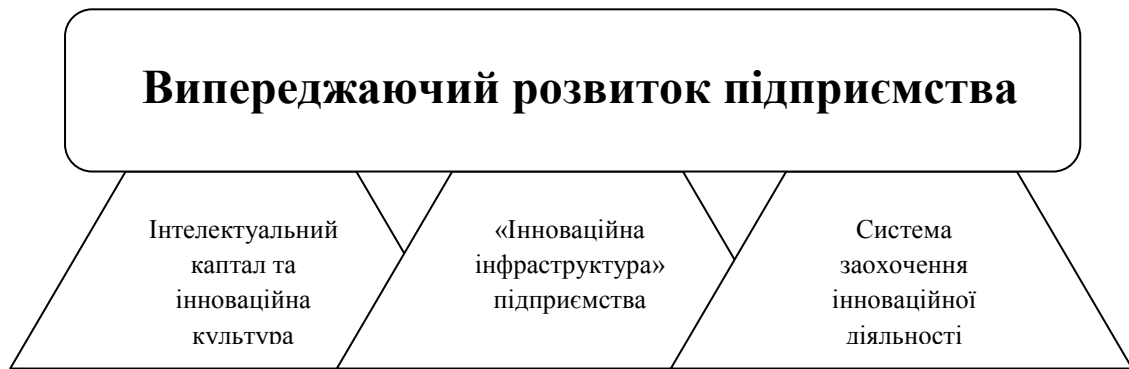 Випереджаючий розвиток підприємства
Інтелектуальний
каптал та
інноваційна
культура
«Інноваційна
інфраструктура»
підприємства
Система
заохочення
інноваційної
діяльності